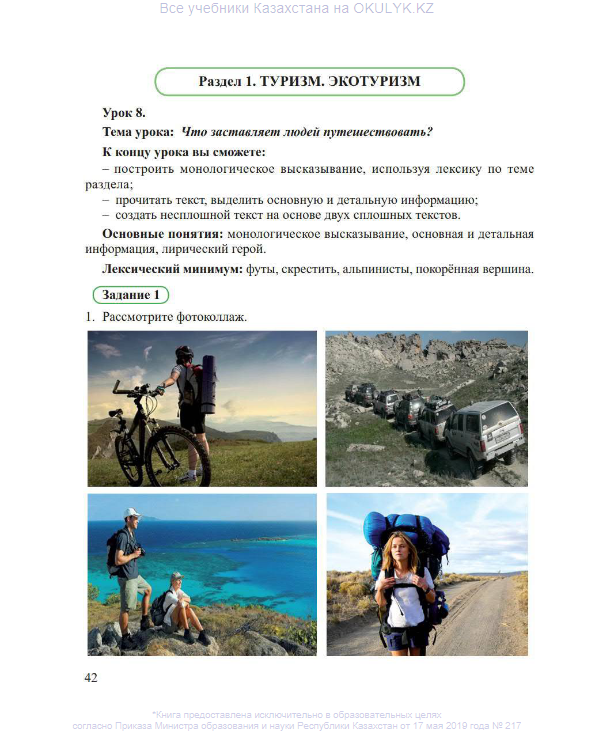 Все учебники Казахстана на OKULYK.KZ
Раздел 1. ТУРИЗМ. ЭКОТУРИЗМ
Урок 8.
Тема урока: Что заставляет людей путешествовать?
К концу урока вы сможете:
– построить монологическое высказывание, используя лексику по теме
раздела;
– прочитать текст, выделить основную и детальную информацию;
– создать несплошной текст на основе двух сплошных текстов.
Основные понятия: монологическое высказывание, основная и детальная
информация, лирический герой.
Лексический минимум: футы, скрестить, альпинисты, покорённая вершина.
Задание 1
1. Рассмотрите фотоколлаж.
42
*Книга предоставлена исключительно в образовательных целях
согласно Приказа Министра образования и науки Республики Казахстан от 17 мая 2019 года № 217